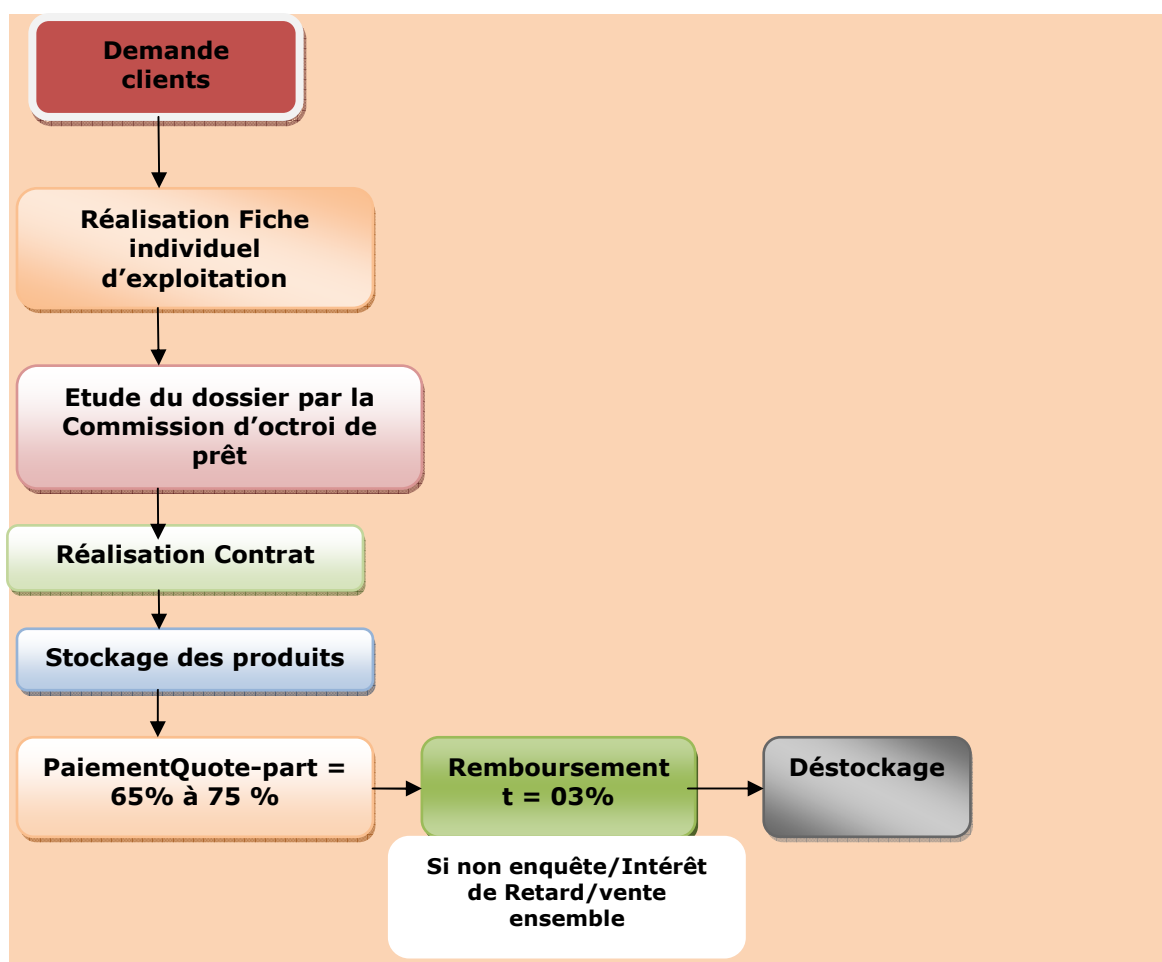 Demande
clients
Réalisation Fiche
individuel
d’exploitation
Etude du dossier par la
Commission d’octroi de
prêt
Réalisation Contrat
Stockage des produits
PaiementQuote-part =
65% à 75 %
Remboursement
t = 03%
Déstockage
Si non enquête/Intérêt
de Retard/vente
ensemble